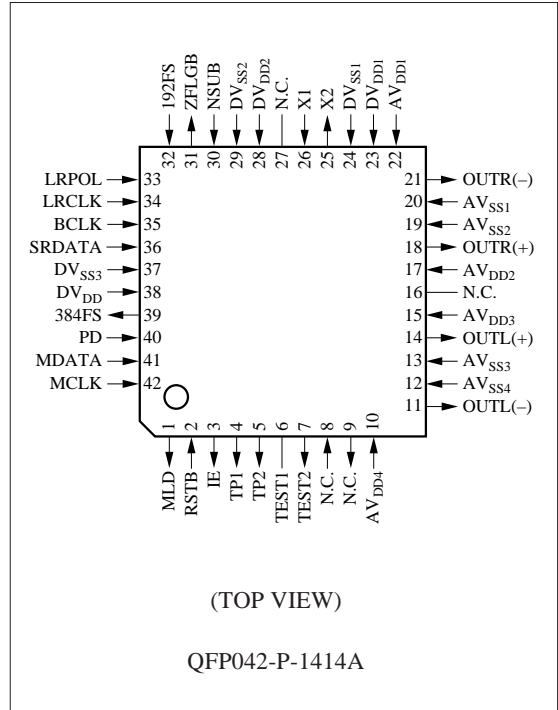 192FS
ZFLGB
NSUB
DVSS2
DVDD2
N.C.
X1
X2
DVSS1
DVDD1
AVDD1
32
31
30
29
28
27
26
25
24
23
22
LRPOL 33
LRCLK 34
BCLK 35
SRDATA 36
DVSS3 37
DVDD 38
384FS 39
PD 40
MDATA 41
MCLK 42
21 OUTR(–)
20 AVSS1
19 AVSS2
18 OUTR(+)
17 AVDD2
16 N.C.
15 AVDD3
14 OUTL(+)
13 AVSS3
12 AVSS4
11 OUTL(–)
1
2
3
4
5
6
7
8
9
10
MLD
RSTB
IE
TP1
TP2
TEST1
TEST2
N.C.
N.C.
AVDD4
(TOP VIEW)
QFP042-P-1414A